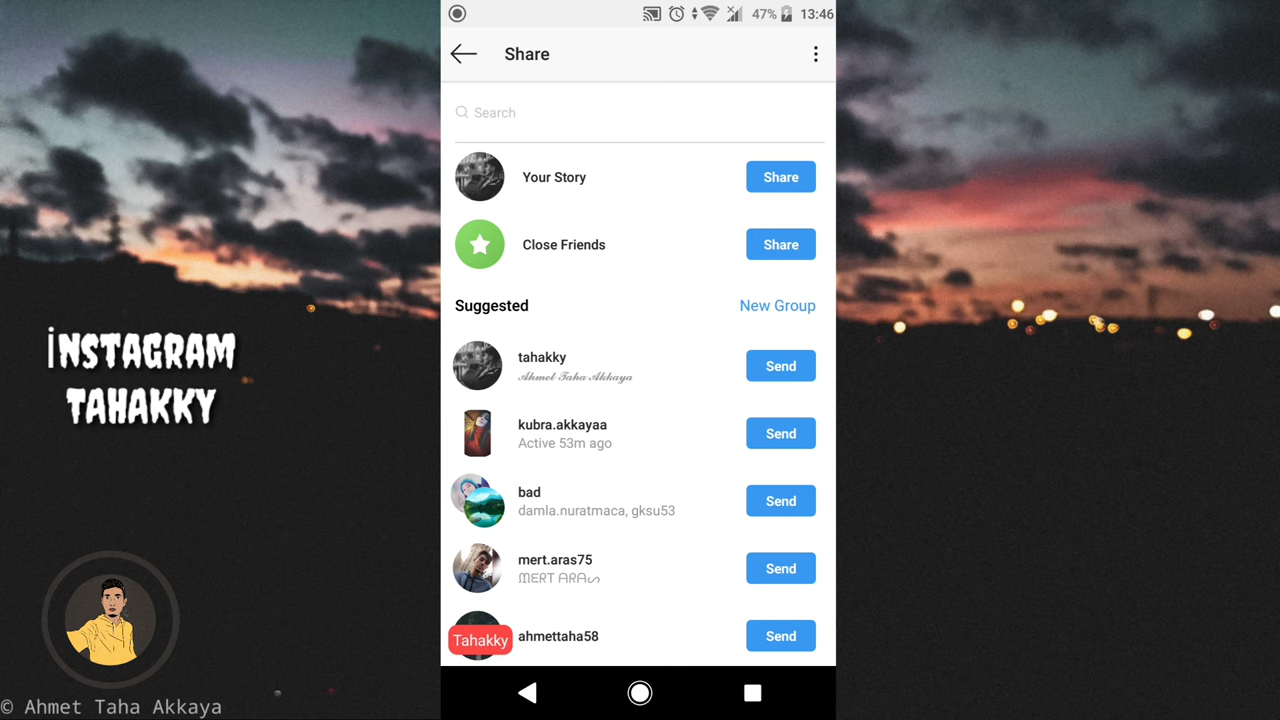 47% 13:46
Share
Search
Your Story
Share
Close Friends
Share
Suggested
New Group
tahakky
Ahmet Taha Akkaya
Send
kubra.akkayaa
Active 53m ago
Send
bad
damla.nuratmaca, gksu53
Send
mert.aras75
ᗰEᖇT ᗩᖇᗩᔕ
Send
Tahakky
ahmettaha58
Send
İNSTAGRAM
TAHAKKY
© Ahmet Taha Akkaya